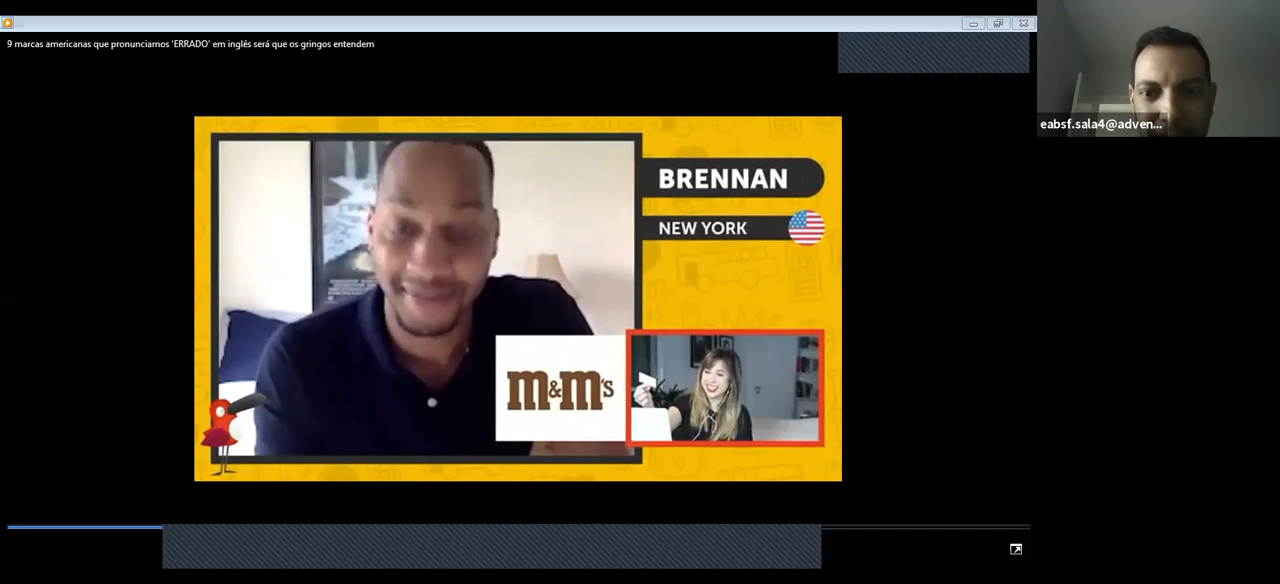 9 marcas americanas que pronunciamos 'ERRADO' em inglês será que os gringos entendem
eabsf.sala4@adven...
BRENNAN
NEW YORK
m&m's